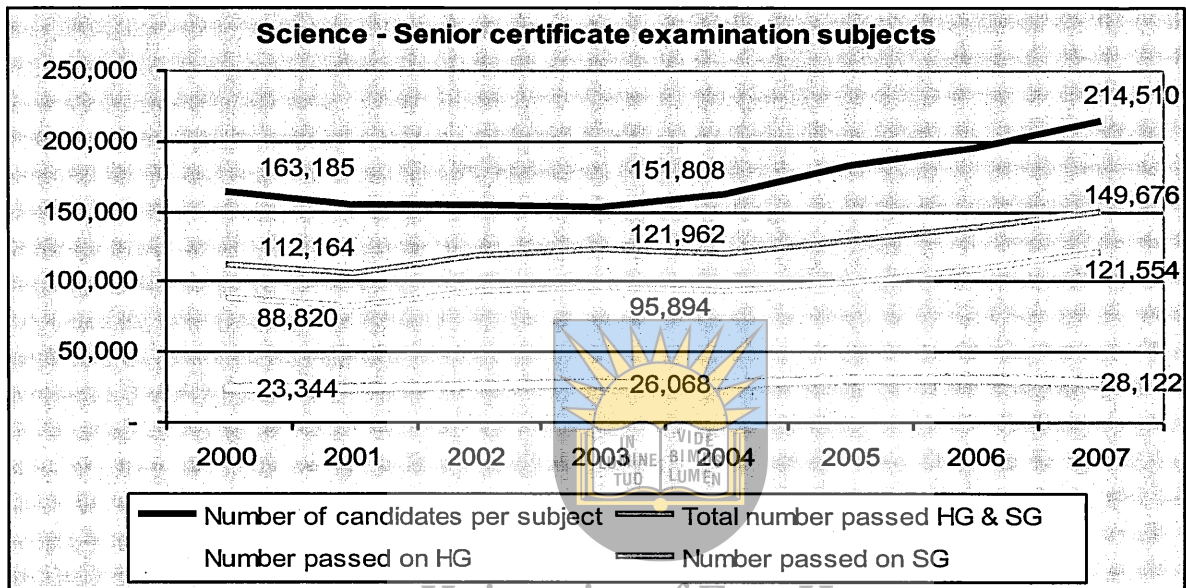 Science - Senior certificate examination subjects
250,000
200,000
150,000
100,000
50,000
-
214,510
163,185
151,808
149,676
112,164
121,962
121,554
88,820
95,894
23,344
26,068
28,122
2000 2001 2002 2003 2004 2005 2006 2007
IN
TUO
VIDE
LUMEN
Number of candidates per subject Total number passed HG & SG
Number passed on HG Number passed on SG